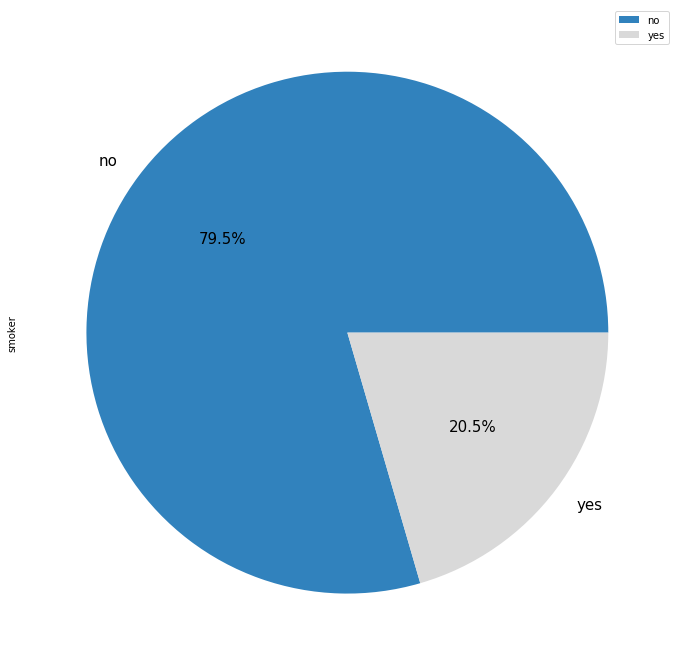 no
yes
no
79.5%
smoker
20.5%
yes